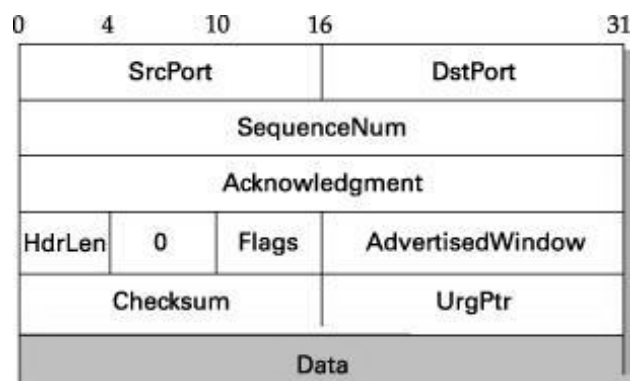 0 4 10 16 31
SrcPort DstPort
SequenceNum
Acknowledgment
HdrLen 0 Flags AdvertisedWindow
Checksum UrgPtr
Data